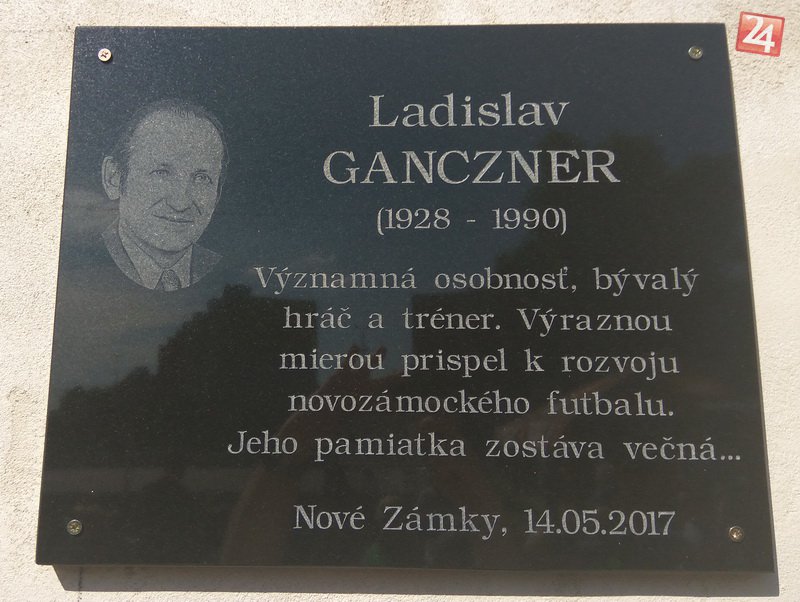 24
Ladislav
GANCZNER
(1928 - 1990)
Významná osobnosť, bývalý
hráč a tréner. Výraznou
mierou prispel k rozvoju
novozámockého futbalu.
Jeho pamiatka zostáva večná...
Nové Zámky, 14.05.2017